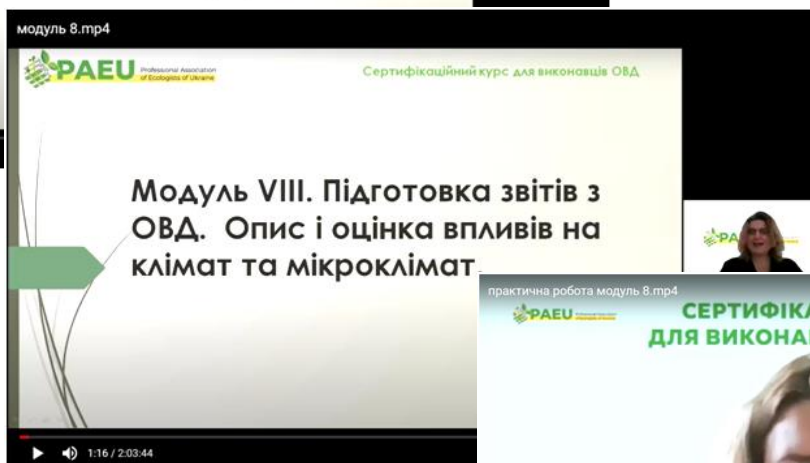 модуль 8.mp4
PAEU Professional Association
of Ecologists of Ukraine
Сертифікаційний курс для виконавців ОВД
Модуль VIII. Підготовка звітів з
ОВД. Опис і оцінка впливів на
клімат та мікроклімат.
PA
1:16 / 2:03:44
практична робота модуль 8.mp4
PAEU
СЕРТИФІКА
ДЛЯ ВИКОНА